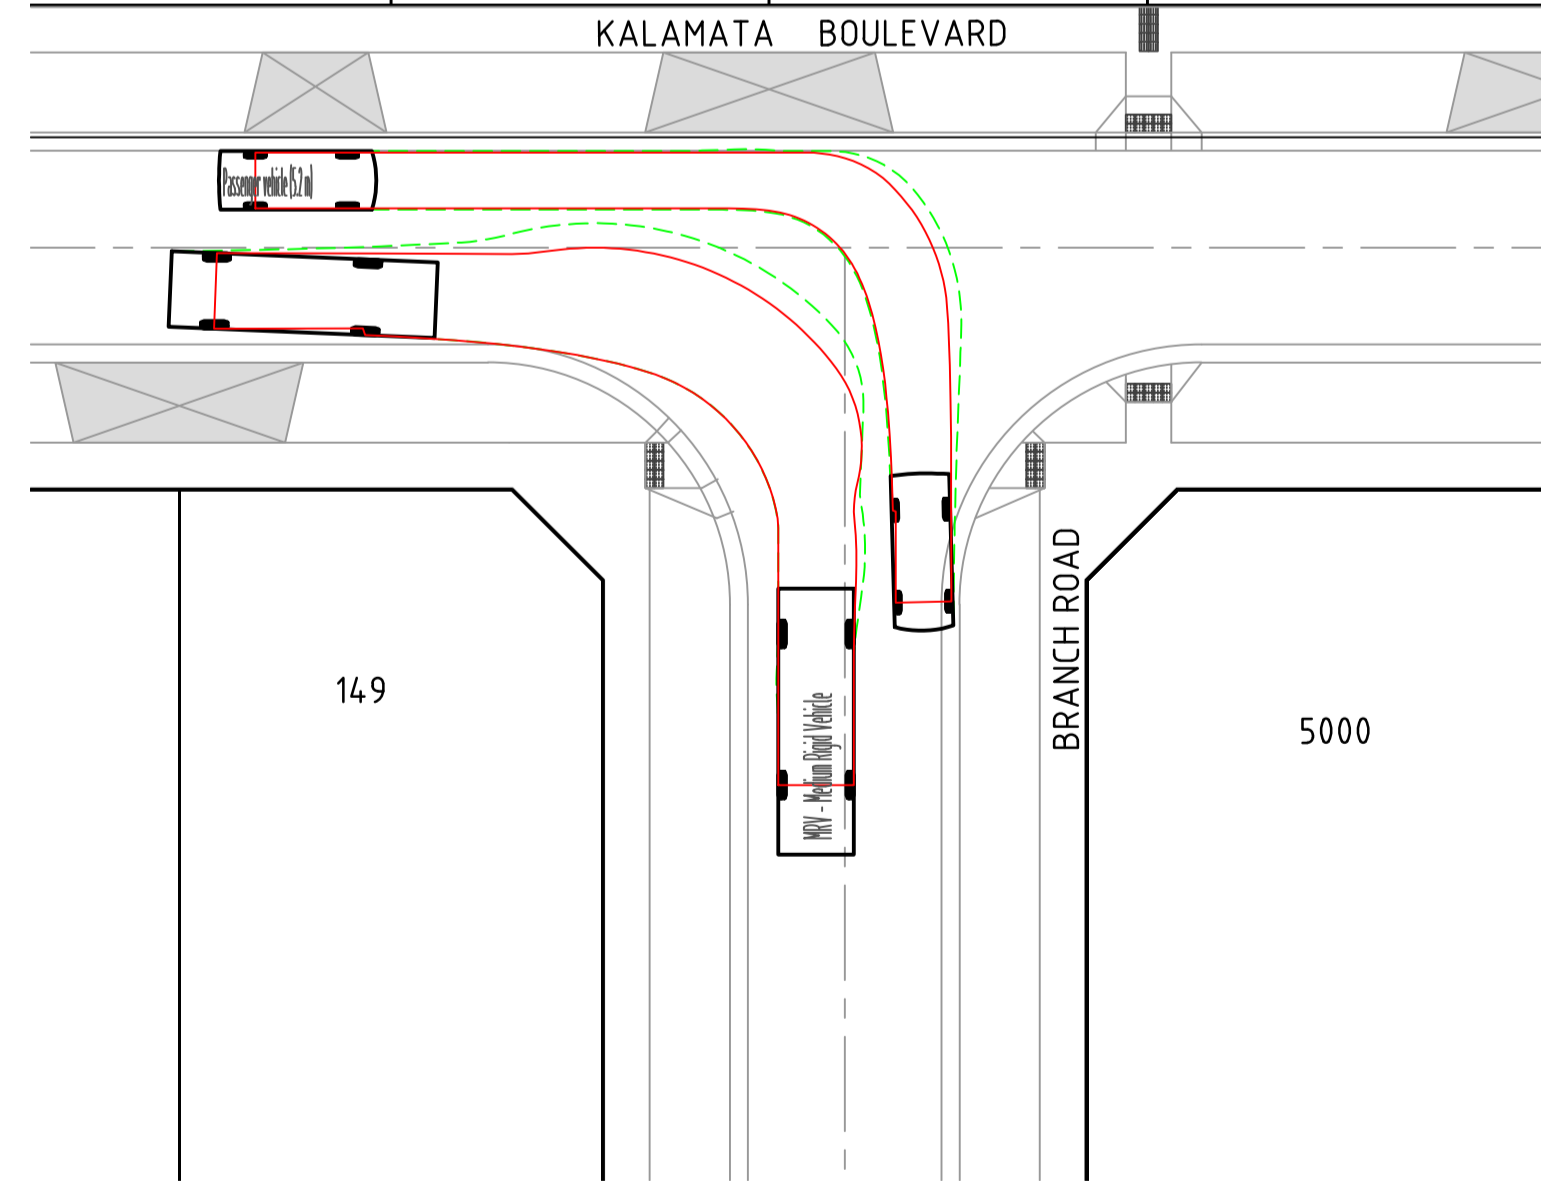 KALAMATA BOULEVARD
Passenger vehicle (5.2 m)
BRANCH ROAD
149
MRV - Medium Rigid Vehicle
5000